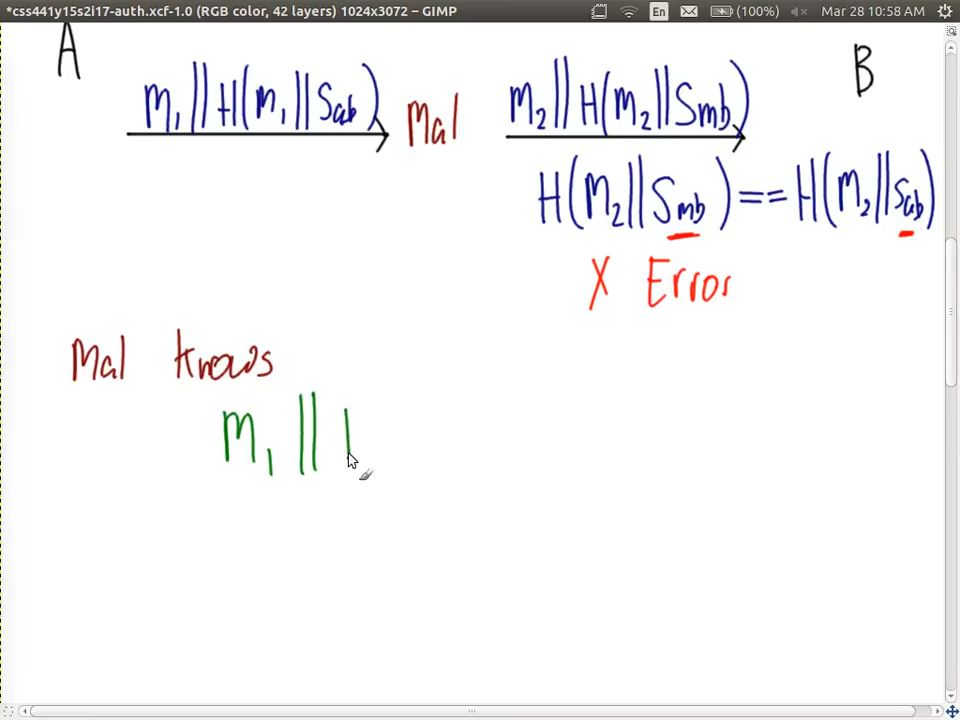 *css441y15s2i17-auth.xcf-1.0 (RGB color, 42 layers) 1024x3072 – GIMP En (100%) Mar 28 10:58 AM
A B
M₁||H(M₁||Sab) Mal M₂||H(M₂||Smb)
H(M₂||Smb)==H(M₂||Sab)
X Error
Mal knows
M₁ || l